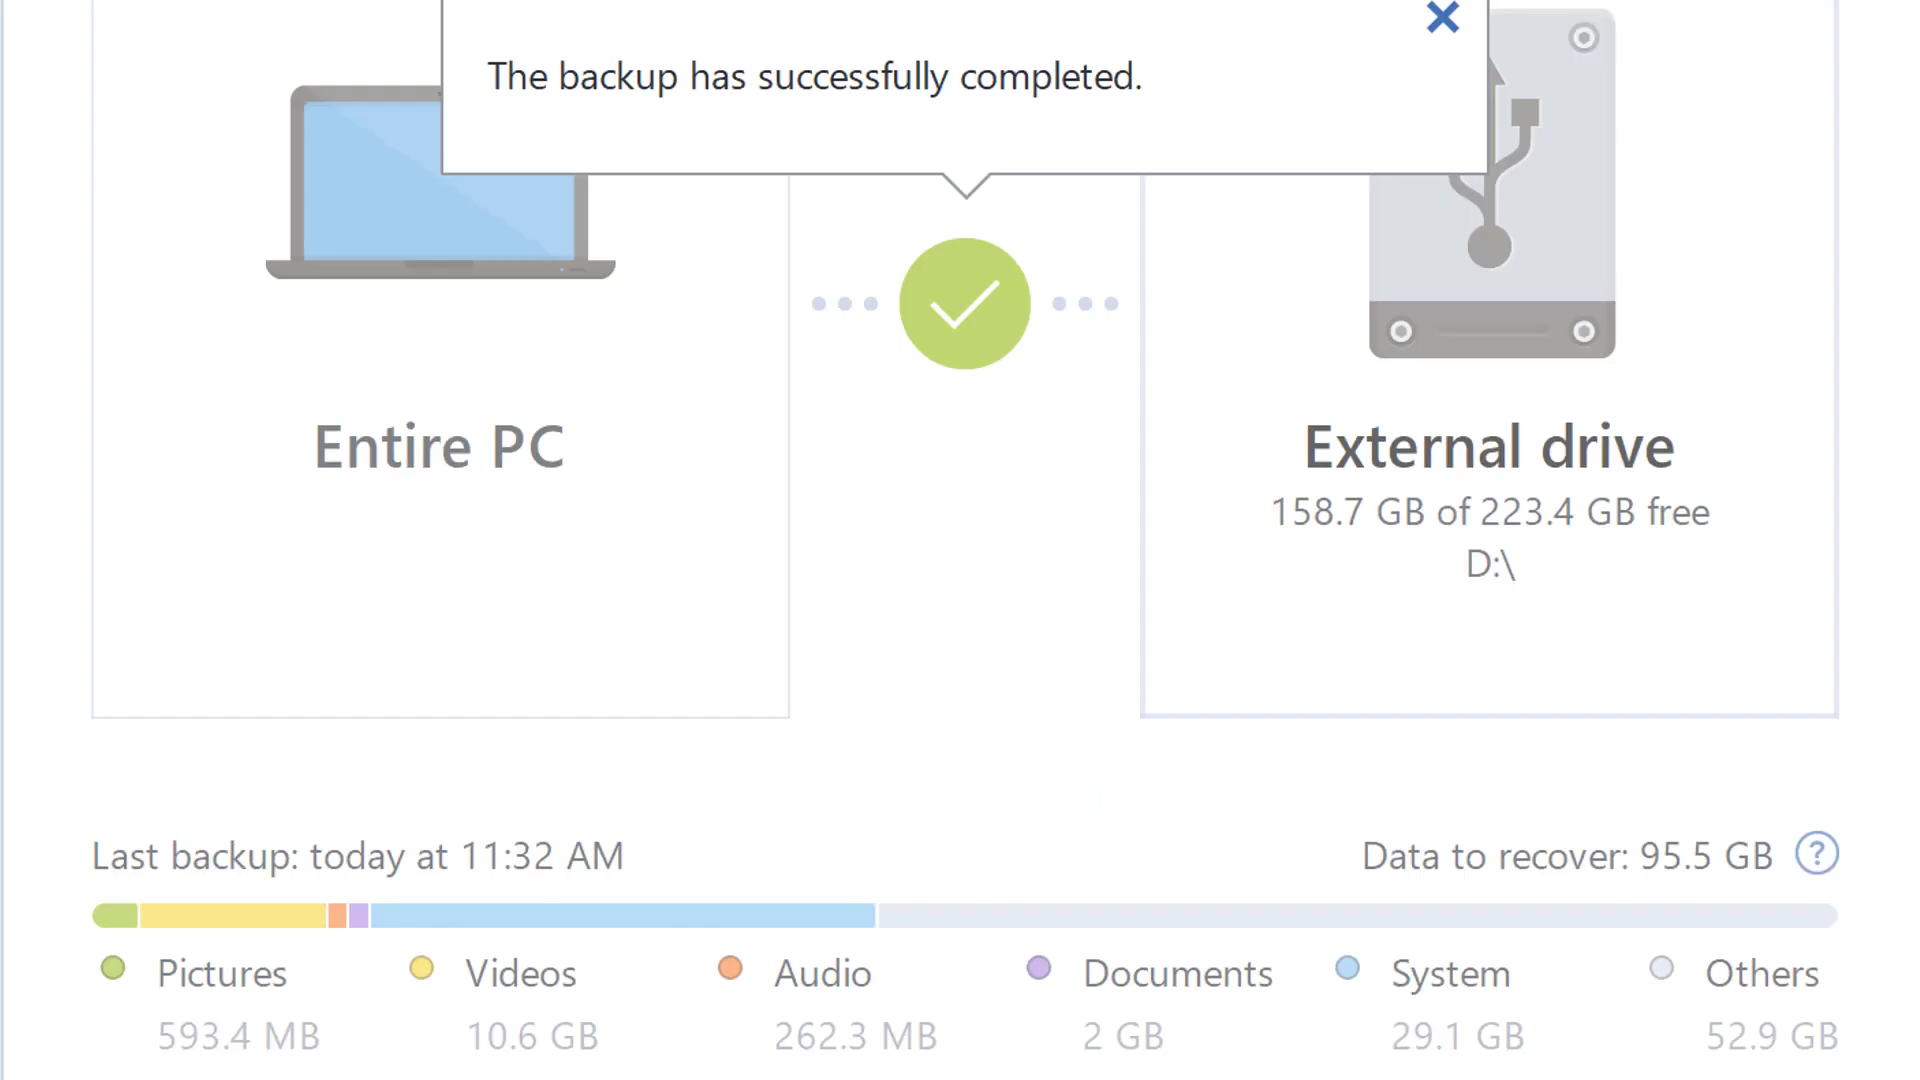 The backup has successfully completed.
Entire PC
External drive
158.7 GB of 223.4 GB free
D:\
Last backup: today at 11:32 AM
Data to recover: 95.5 GB ?
Pictures
Videos
Audio
Documents
System
Others
593.4 MB
10.6 GB
262.3 MB
2 GB
29.1 GB
52.9 GB